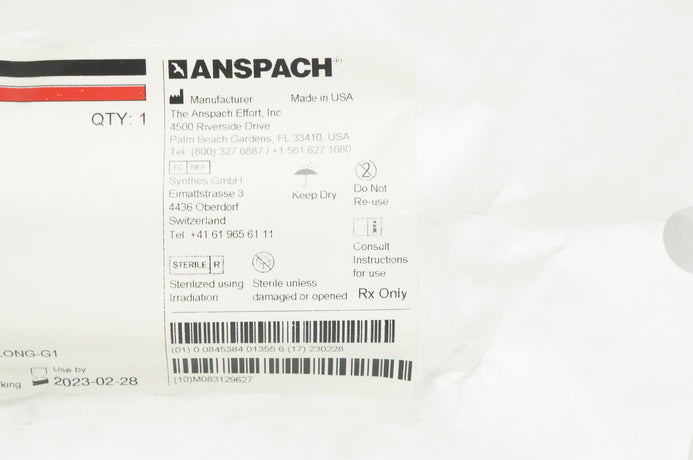 ANSPACH®
Manufacturer Made in USA
The Anspach Effort, Inc.
4500 Riverside Drive
Palm Beach Gardens, FL 33410, USA
Tel: (800) 327 6887 / +1 561 627 1080
QTY: 1
EC REP
Synthes GmbH
Eimattstrasse 3
4436 Oberdorf
Switzerland
Tel. +41 61 965 61 11
Keep Dry
Do Not
Re-use
Consult
Instructions
for use
STERILE R
Sterilized using
Irradiation
Sterile unless
damaged or opened
Rx Only
(01) 0 0845384 01355 6 (17) 230228
(10)M083129627
LONG-G1
Use by
king 2023-02-28